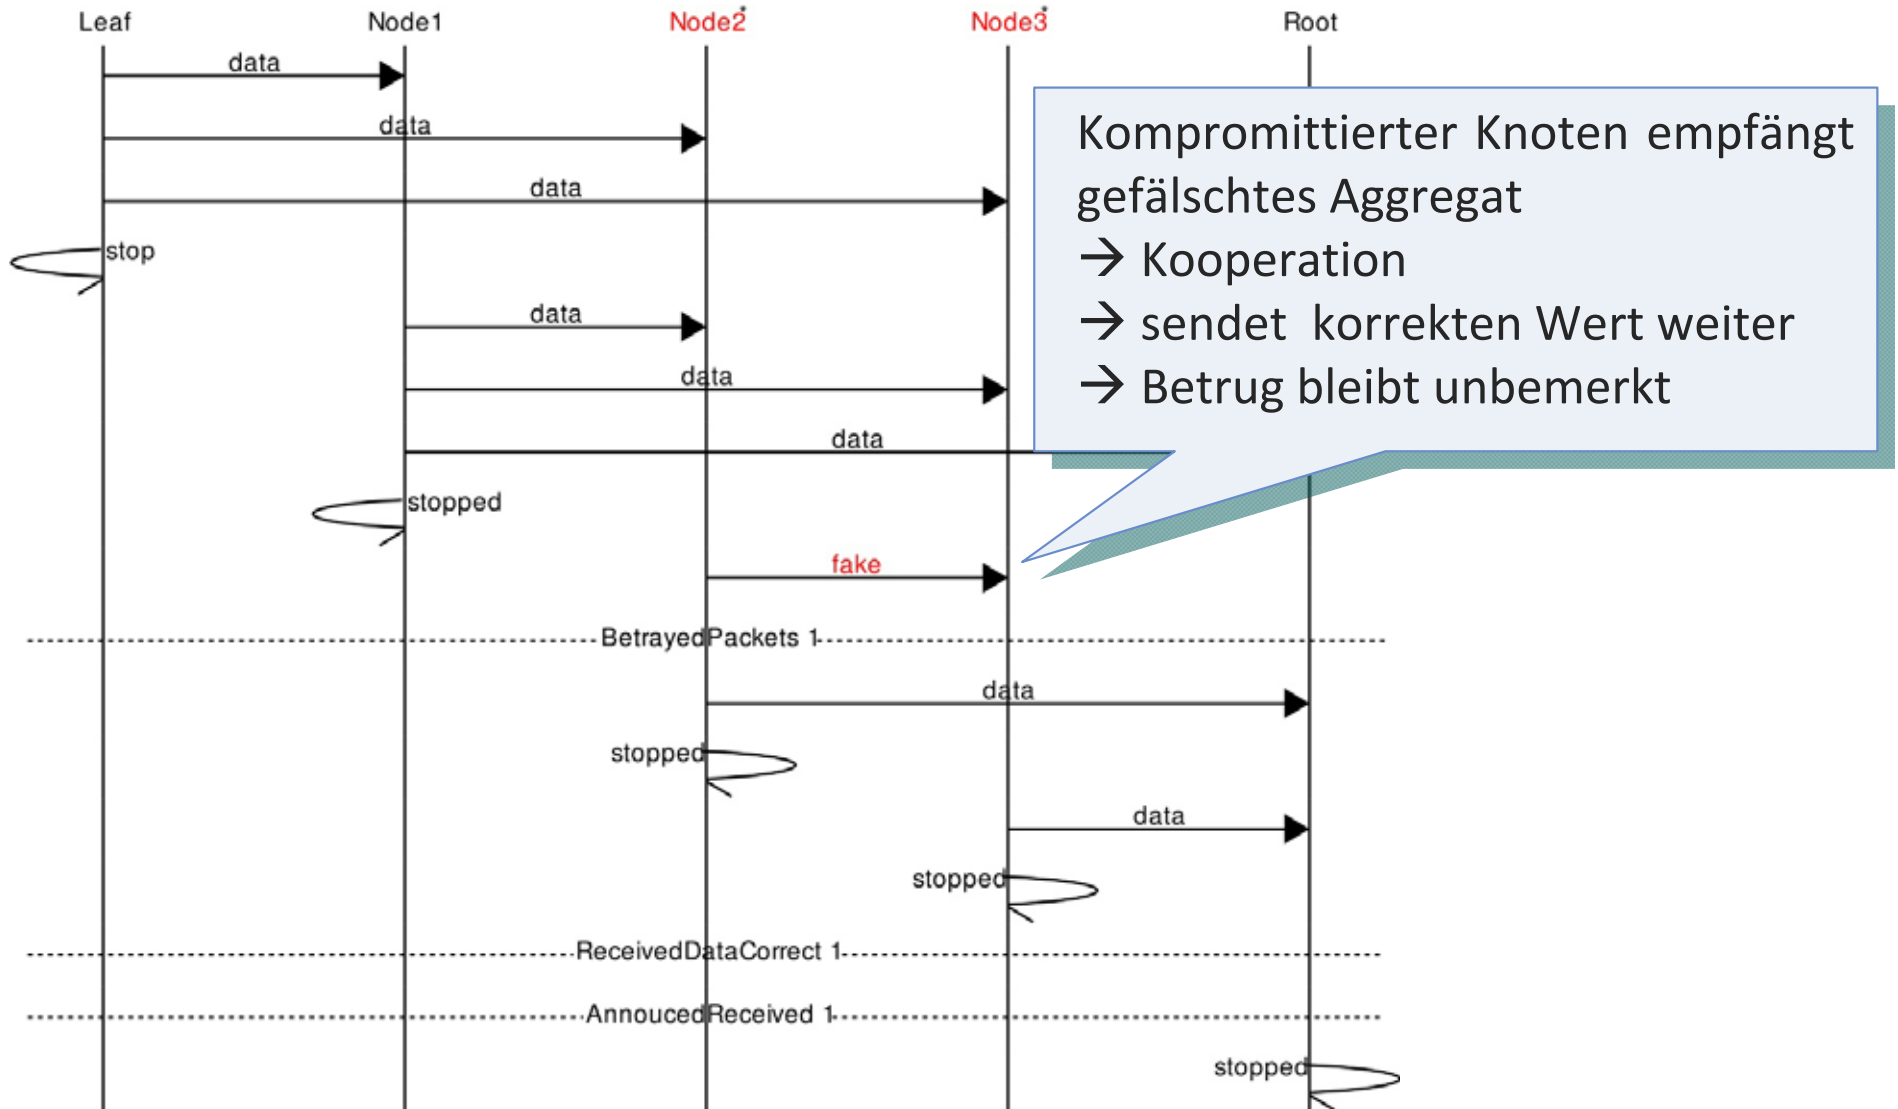 Leaf Node1 Node2* Node3* Root
data
data
data
stop
data
data
data
stopped
fake
BetrayedPackets 1
data
stopped
data
stopped
ReceivedDataCorrect 1
AnnoucedReceived 1
stopped
Kompromittierter Knoten empfängt
gefälschtes Aggregat
→ Kooperation
→ sendet korrekten Wert weiter
→ Betrug bleibt unbemerkt